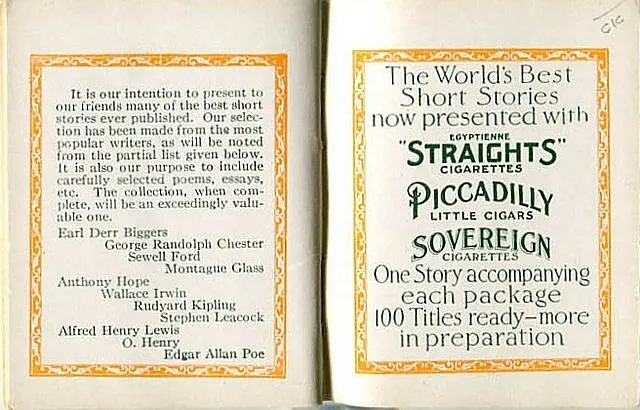 It is our intention to present to
our friends many of the best short
stories ever published. Our selec-
tion has been made from the most
popular writers, as will be noted
from the partial list given below.
It is also our purpose to include
carefully selected poems, essays,
etc. The collection, when com-
plete, will be an exceedingly valu-
able one.
Earl Derr Biggers
George Randolph Chester
Sewell Ford
Montague Glass
Anthony Hope
Wallace Irwin
Rudyard Kipling
Stephen Leacock
Alfred Henry Lewis
O. Henry
Edgar Allan Poe
The World's Best
Short Stories
now presented with
EGYPTIENNE
"STRAIGHTS"
CIGARETTES
PICCADILLY
LITTLE CIGARS
SOVEREIGN
CIGARETTES
One Story accompanying
each package
100 Titles ready—more
in preparation